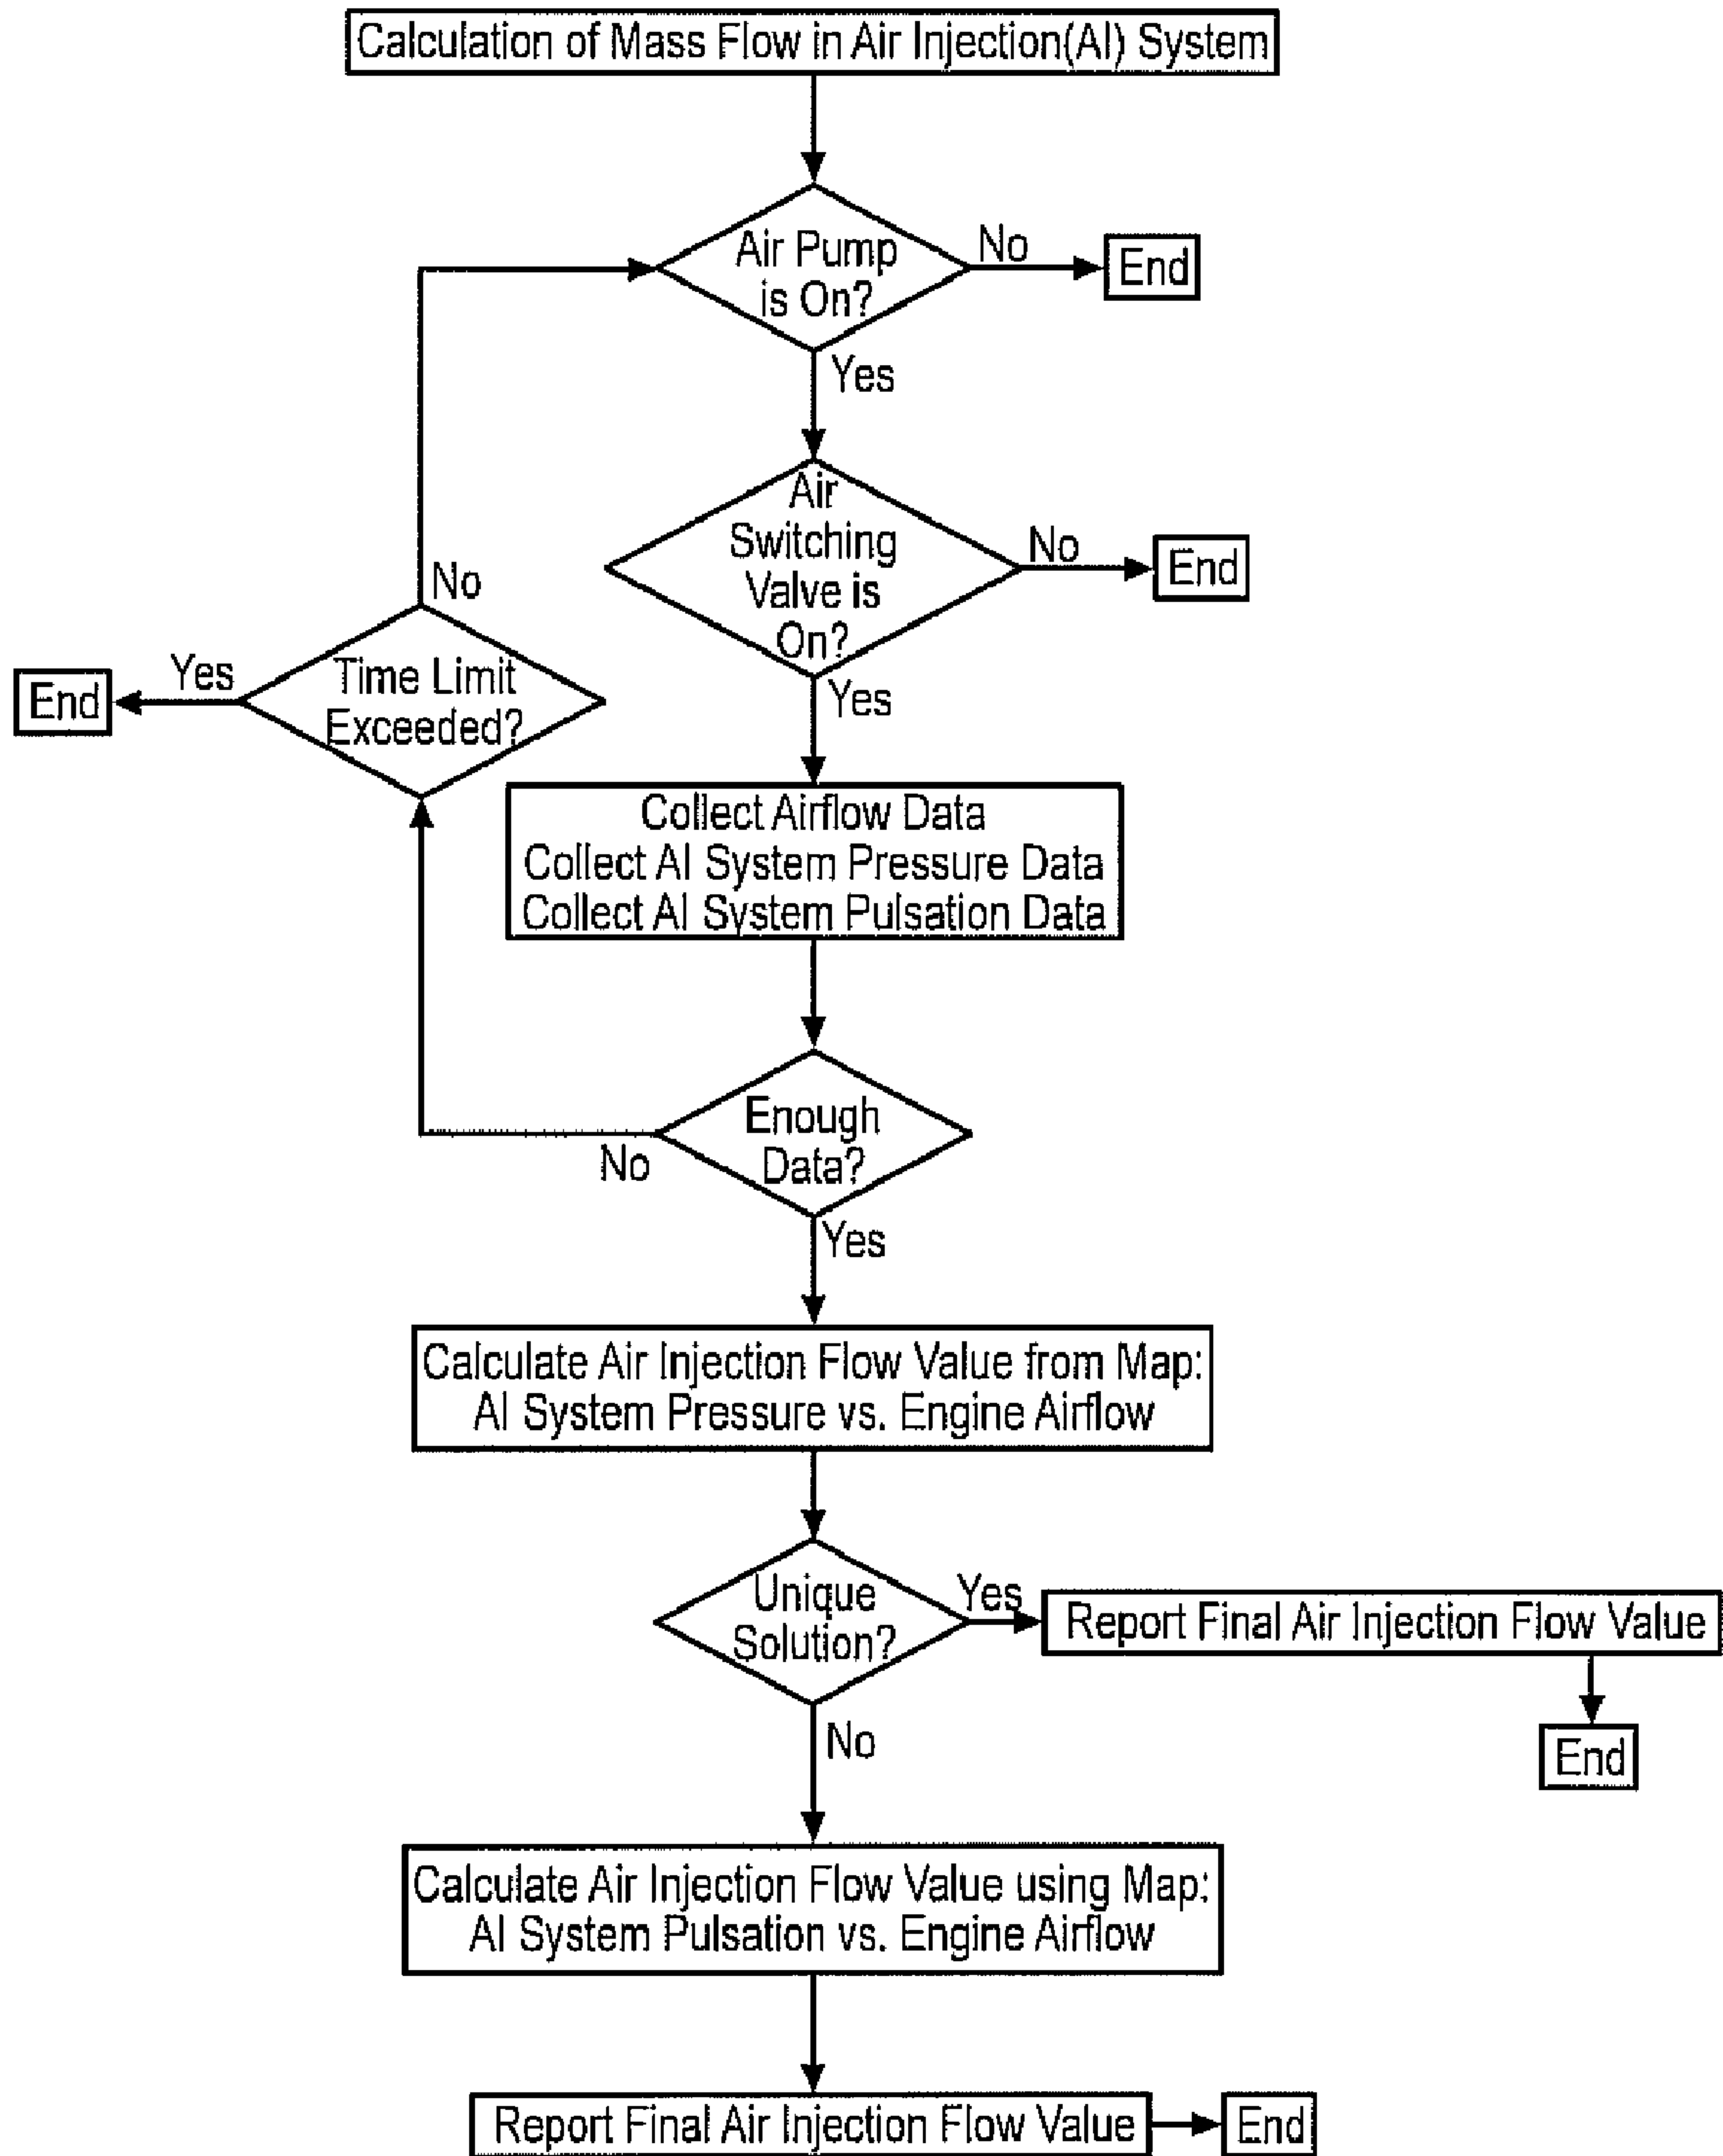 Calculation of Mass Flow in Air Injection(AI) System
Air Pump
is On?
No
End
Yes
Air
Switching
Valve is
On?
No
End
Yes
No
Time Limit
Exceeded?
Yes
End
Collect Airflow Data
Collect AI System Pressure Data
Collect AI System Pulsation Data
Enough
Data?
No
Yes
Calculate Air Injection Flow Value from Map:
AI System Pressure vs. Engine Airflow
Unique
Solution?
Yes
Report Final Air Injection Flow Value
End
No
Calculate Air Injection Flow Value using Map:
AI System Pulsation vs. Engine Airflow
Report Final Air Injection Flow Value
End